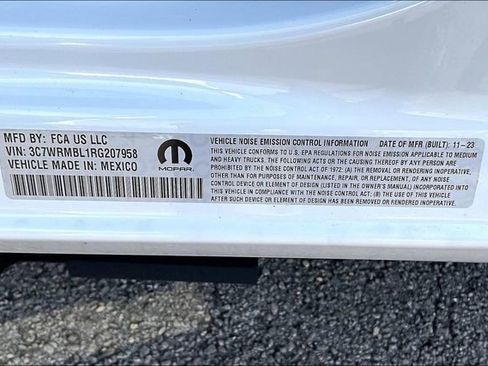 MFD BY: FCA US LLC
VIN: 3C7WRMBL1RG207958
VEHICLE MADE IN: MEXICO
MOPAR
VEHICLE NOISE EMISSION CONTROL INFORMATION DATE OF MFR (BUILT): 11-23
THIS VEHICLE CONFORMS TO U.S. EPA REGULATIONS FOR NOISE EMISSION APPLICABLE TO MEDIUM
AND HEAVY TRUCKS. THE FOLLOWING ACTS OR CAUSING THEREOF BY ANY PERSON ARE
PROHIBITED BY THE NOISE CONTROL ACT OF 1972: (A) THE REMOVAL OR RENDERING INOPERATIVE,
OTHER THAN FOR PURPOSES OF MAINTENANCE, REPAIR, OR REPLACEMENT, OF ANY NOISE
CONTROL DEVICE OR ELEMENT OF DESIGN (LISTED IN THE OWNER'S MANUAL) INCORPORATED INTO
THIS VEHICLE IN COMPLIANCE WITH THE NOISE CONTROL ACT; (B) THE USE OF THIS VEHICLE
AFTER SUCH DEVICE OR ELEMENT OF DESIGN HAS BEEN REMOVED OR RENDERED INOPERATIVE.